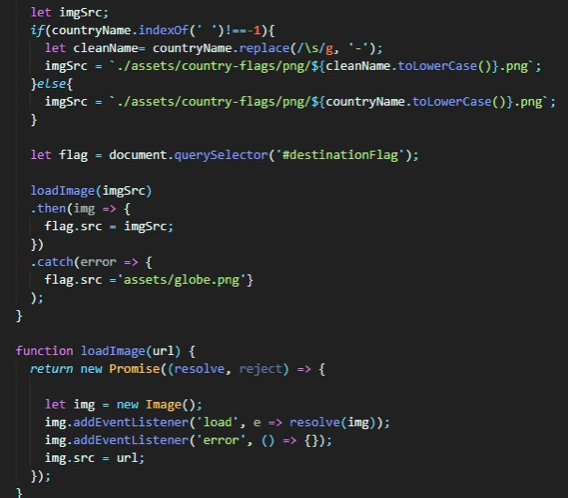 let imgSrc;
if(countryName.indexOf(' ')!==-1){
let cleanName= countryName.replace(/\s/g, '-');
imgSrc = `./assets/country-flags/png/${cleanName.toLowerCase()}.png`;
}else{
imgSrc = `./assets/country-flags/png/${countryName.toLowerCase()}.png`;
}
let flag = document.querySelector('#destinationFlag');
loadImage(imgSrc)
.then(img => {
flag.src = imgSrc;
})
.catch(error => {
flag.src ='assets/globe.png'}
);
}
function loadImage(url) {
return new Promise((resolve, reject) => {
let img = new Image();
img.addEventListener('load', e => resolve(img));
img.addEventListener('error', () => {});
img.src = url;
});
}